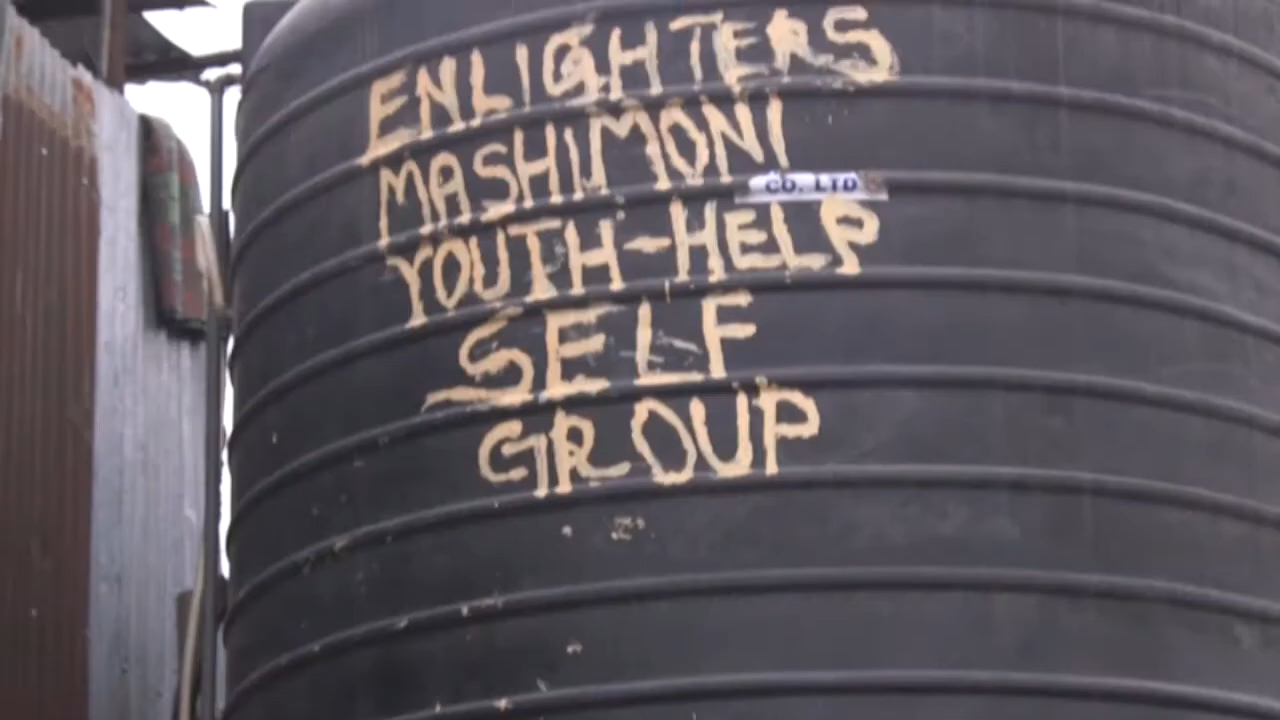 ENLIGHTERS
MASHIMONI
CO. LTD
YOUTH-HELP
SELF
GROUP